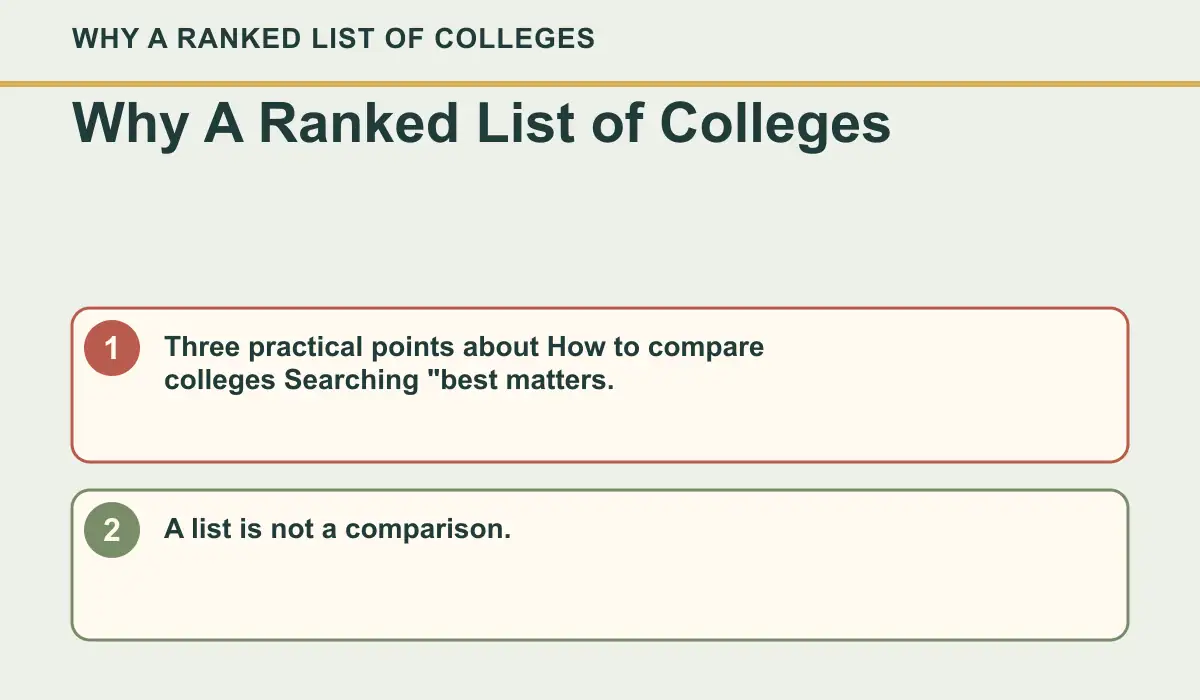 WHY A RANKED LIST OF COLLEGES
Why A Ranked List of Colleges
1
Three practical points about How to compare
colleges Searching "best matters.
2
A list is not a comparison.